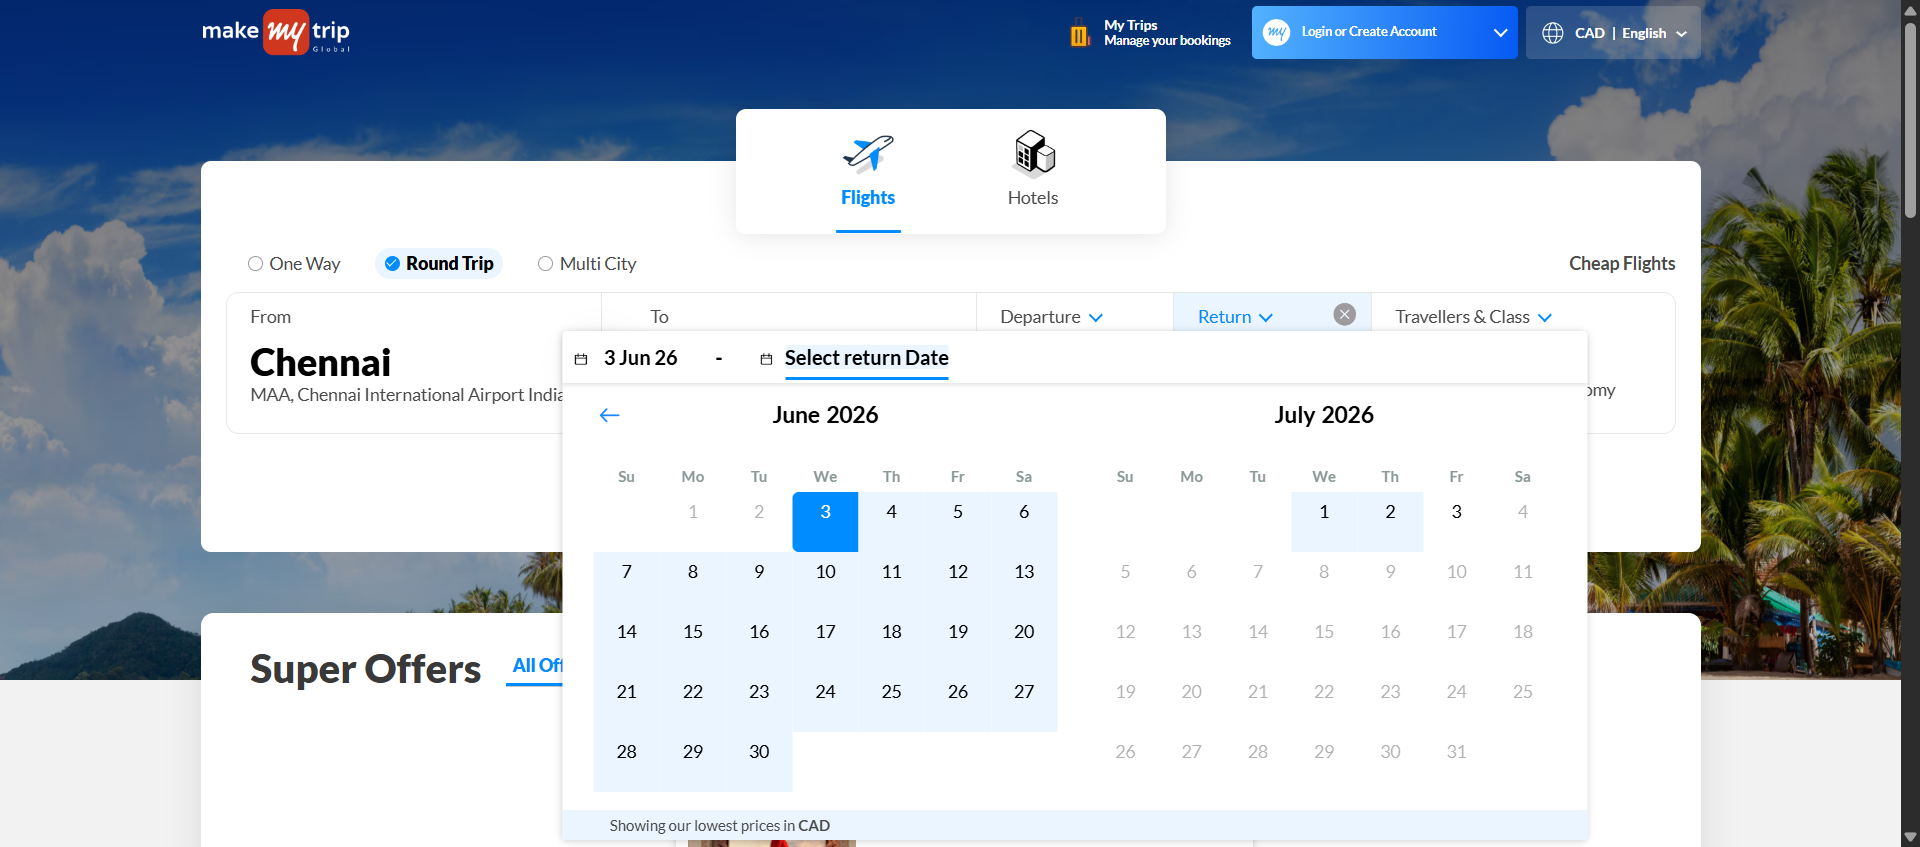 make my trip
Global
My Trips
Manage your bookings
my
Login or Create Account
CAD | English
Flights
Hotels
One Way
Round Trip
Multi City
Cheap Flights
From
To
Departure
Return
Travellers & Class
Chennai
MAA, Chennai International Airport India
3 Jun 26
-
Select return Date
June 2026
July 2026
Su Mo Tu We Th Fr Sa
1 2 3 4 5 6
7 8 9 10 11 12 13
14 15 16 17 18 19 20
21 22 23 24 25 26 27
28 29 30
Su Mo Tu We Th Fr Sa
1 2 3 4
5 6 7 8 9 10 11
12 13 14 15 16 17 18
19 20 21 22 23 24 25
26 27 28 29 30 31
Showing our lowest prices in CAD
Super Offers
All